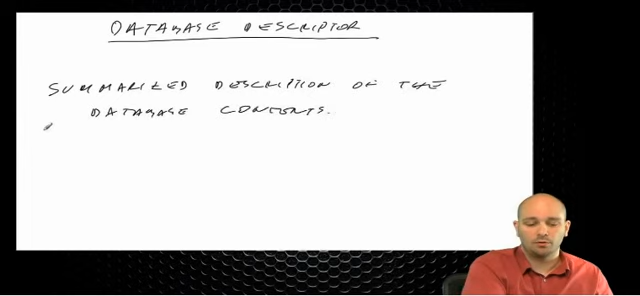 DATABASE DESCRIPTOR
SUMMARIZED DESCRIPTION OF THE
DATABASE CONTENTS.